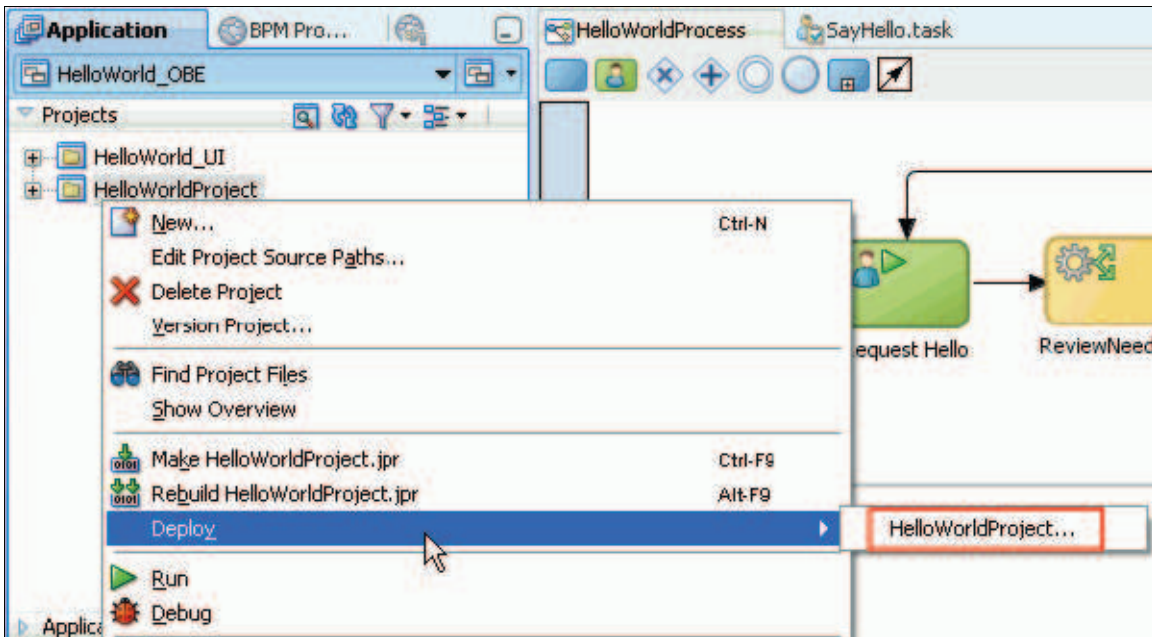 Application
BPM Pro...
HelloWorldProcess
SayHello.task
HelloWorld_OBE
Projects
HelloWorld_UI
HelloWorldProject
New...
Ctrl-N
Edit Project Source Paths...
Delete Project
Version Project...
Find Project Files
Show Overview
Make HelloWorldProject.jpr
Ctrl-F9
Rebuild HelloWorldProject.jpr
Alt-F9
Deploy
HelloWorldProject...
Run
Debug
Applica
equest Hello
ReviewNeed